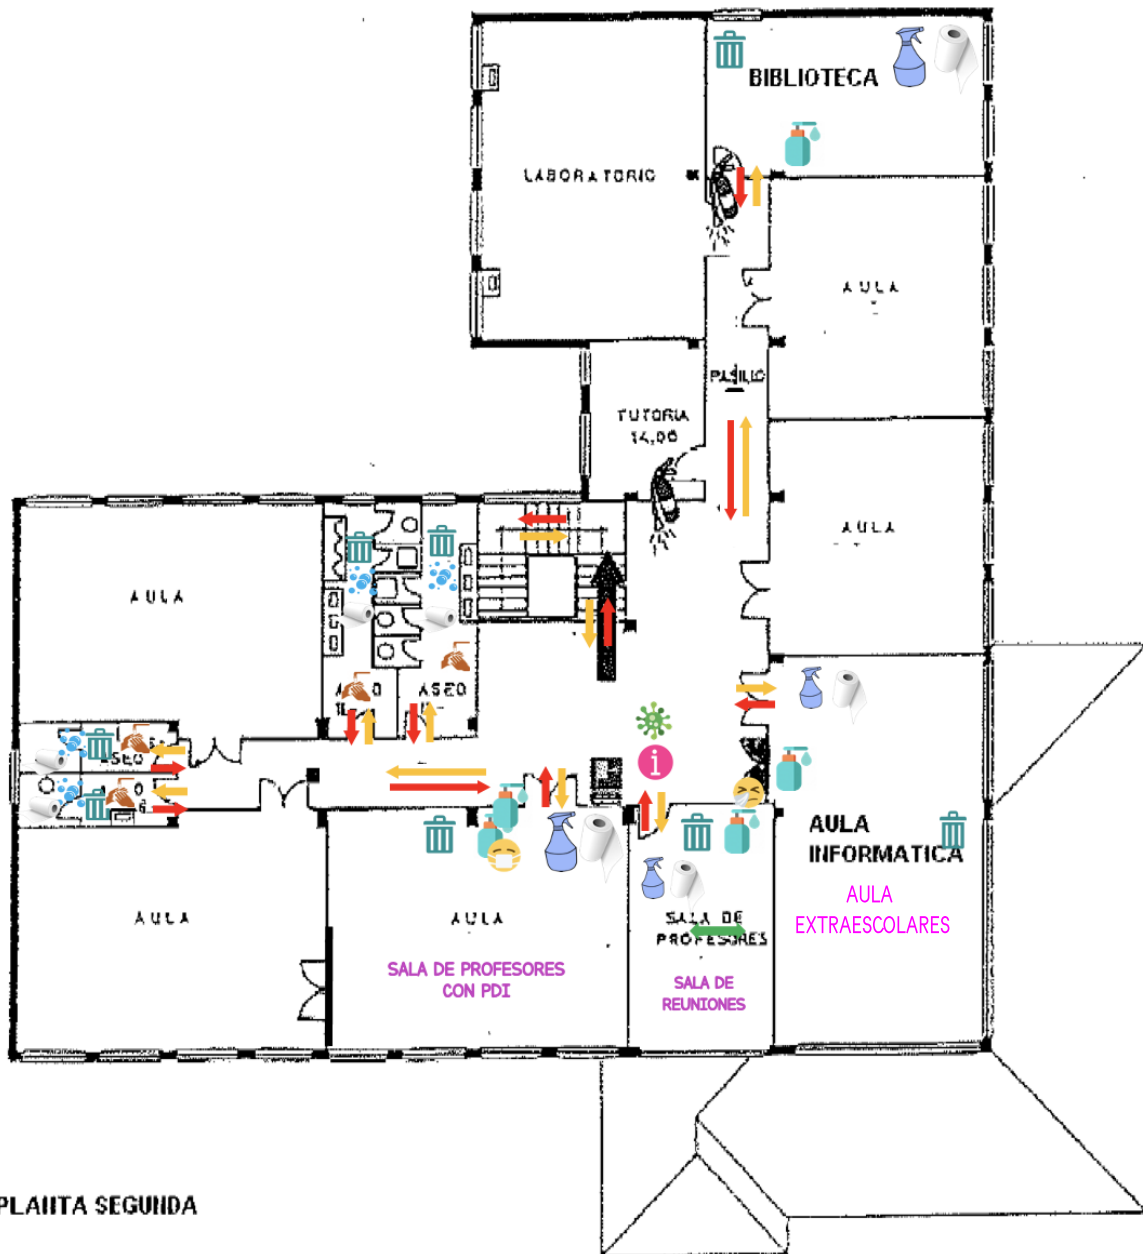 BIBLIOTECA
LABORATORIO
AULA
PASILLO
TUTORIA
14,00
AULA
AULA
ASEO
ASEO
AULA
INFORMATICA
AULA
EXTRAESCOLARES
AULA
AULA
SALA DE
PROFESORES
SALA DE PROFESORES
CON PDI
SALA DE
REUNIONES
PLANTA SEGUNDA